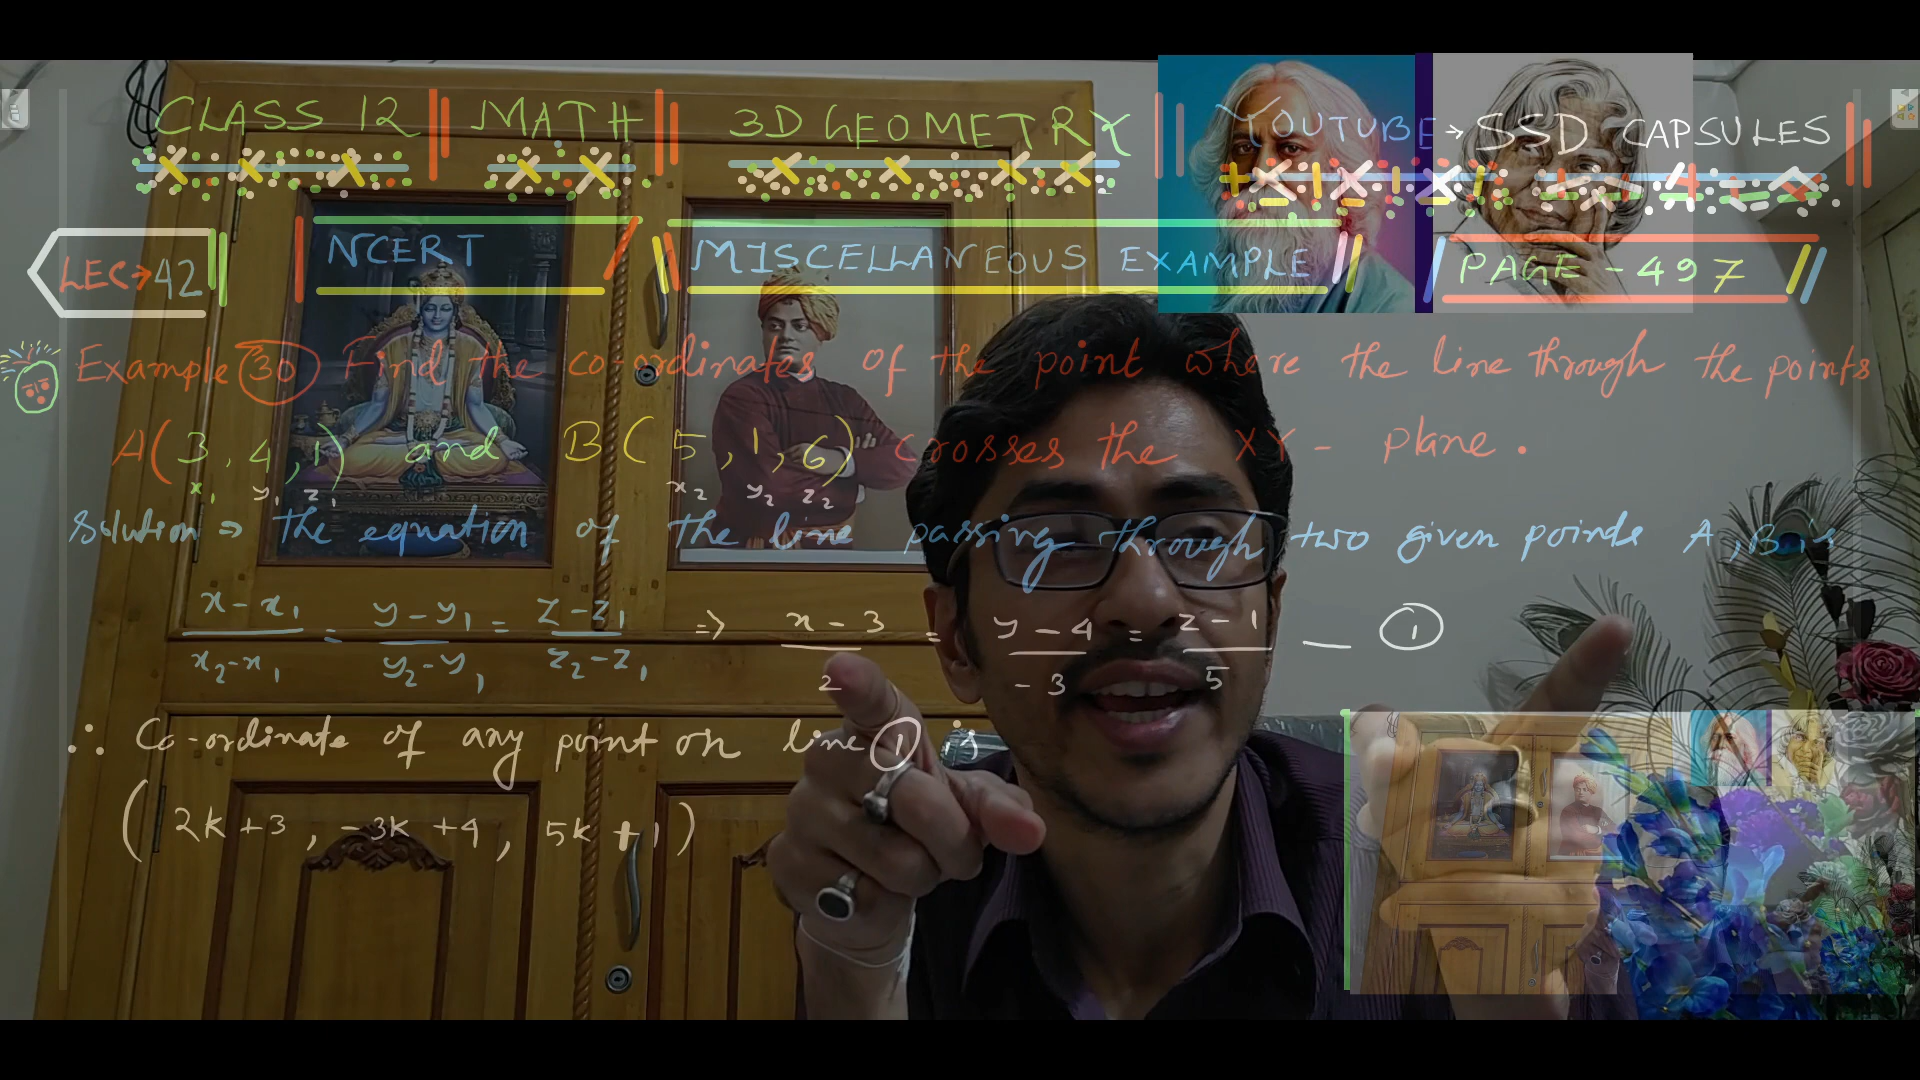 CLASS 12 || MATH || 3D GEOMETRY || YOUTUBE → SSD CAPSULES ||
LEC → 42 || NCERT MISCELLANEOUS EXAMPLE || PAGE - 497 //
Example 30 Find the co-ordinates of the point where the line through the points
A(3, 4, 1) and B(5, 1, 6) crosses the XY - plane.
x₁ y₁ z₁ x₂ y₂ z₂
Solution ⇒ The equation of the line passing through two given points A, B is
(x - x₁)/(x₂ - x₁) = (y - y₁)/(y₂ - y₁) = (z - z₁)/(z₂ - z₁) ⇒ (x - 3)/2 = (y - 4)/-3 = (z - 1)/5 — ①
∴ Co-ordinate of any point on line ① is
(2k + 3, -3k + 4, 5k + 1)